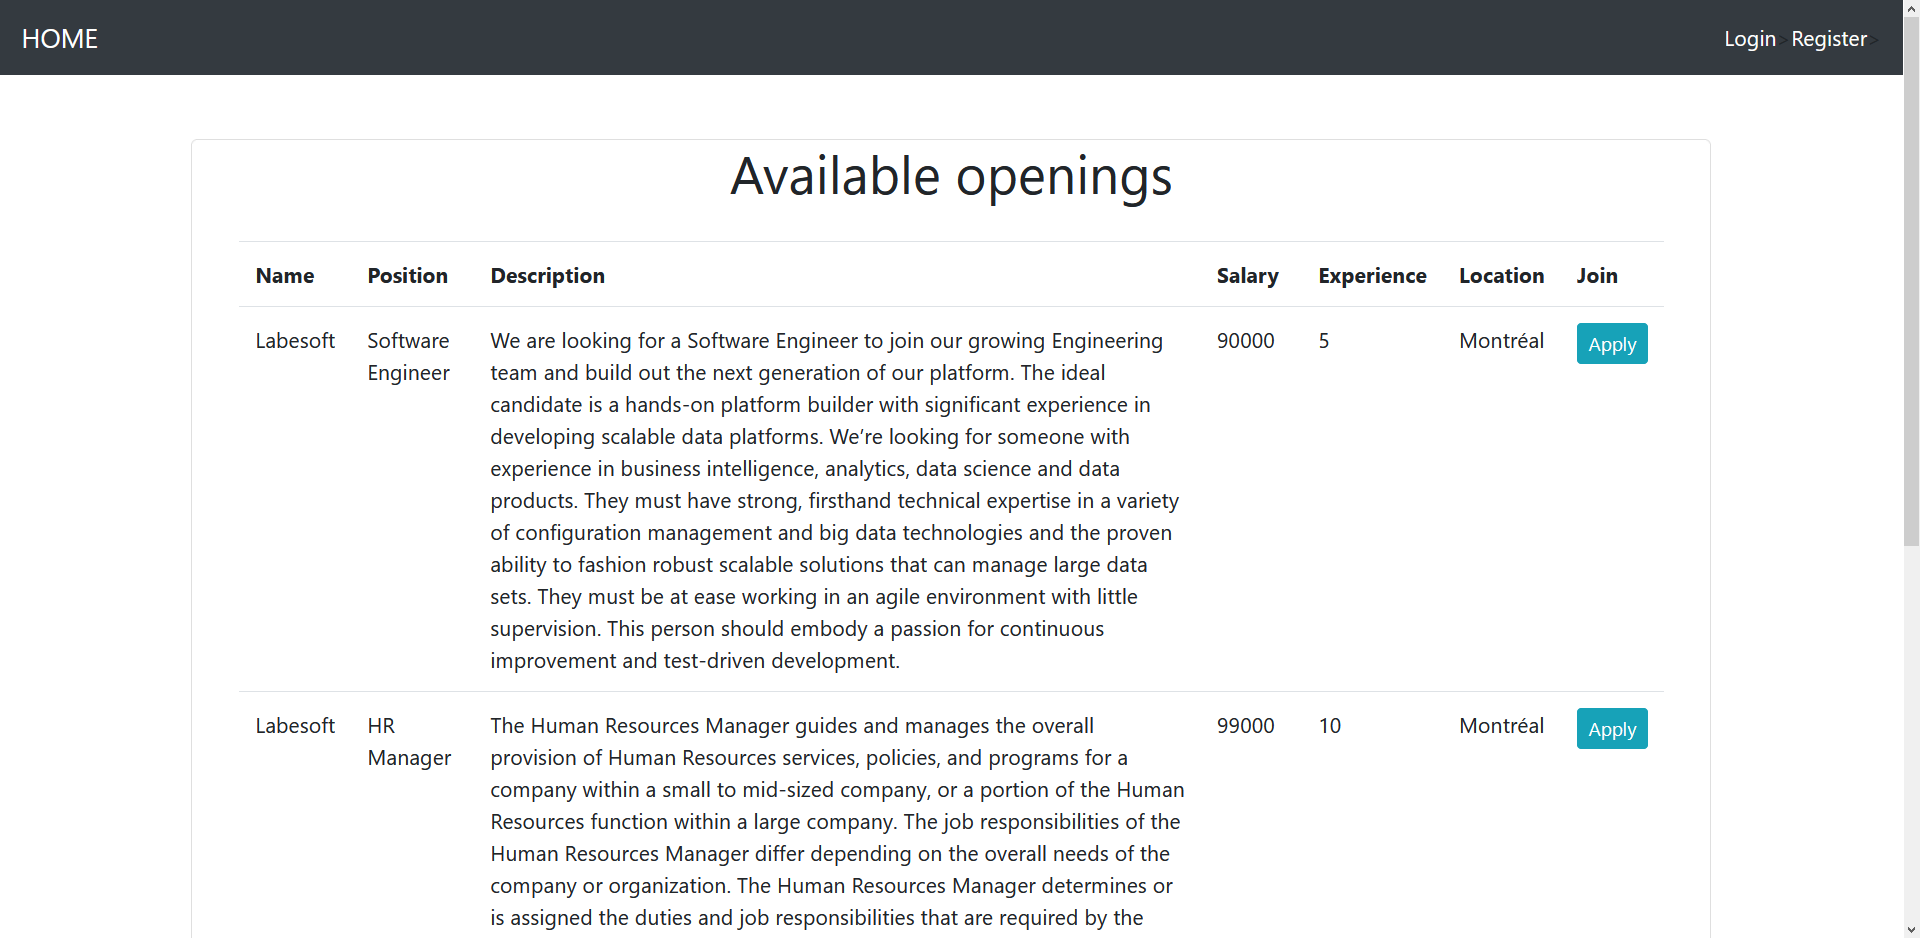 HOME
Login> Register>
Available openings
Name Position Description Salary Experience Location Join
Labesoft Software Engineer We are looking for a Software Engineer to join our growing Engineering 90000 5 Montréal Apply
team and build out the next generation of our platform. The ideal
candidate is a hands-on platform builder with significant experience in
developing scalable data platforms. We’re looking for someone with
experience in business intelligence, analytics, data science and data
products. They must have strong, firsthand technical expertise in a variety
of configuration management and big data technologies and the proven
ability to fashion robust scalable solutions that can manage large data
sets. They must be at ease working in an agile environment with little
supervision. This person should embody a passion for continuous
improvement and test-driven development.
Labesoft HR Manager The Human Resources Manager guides and manages the overall 99000 10 Montréal Apply
provision of Human Resources services, policies, and programs for a
company within a small to mid-sized company, or a portion of the Human
Resources function within a large company. The job responsibilities of the
Human Resources Manager differ depending on the overall needs of the
company or organization. The Human Resources Manager determines or
is assigned the duties and job responsibilities that are required by the